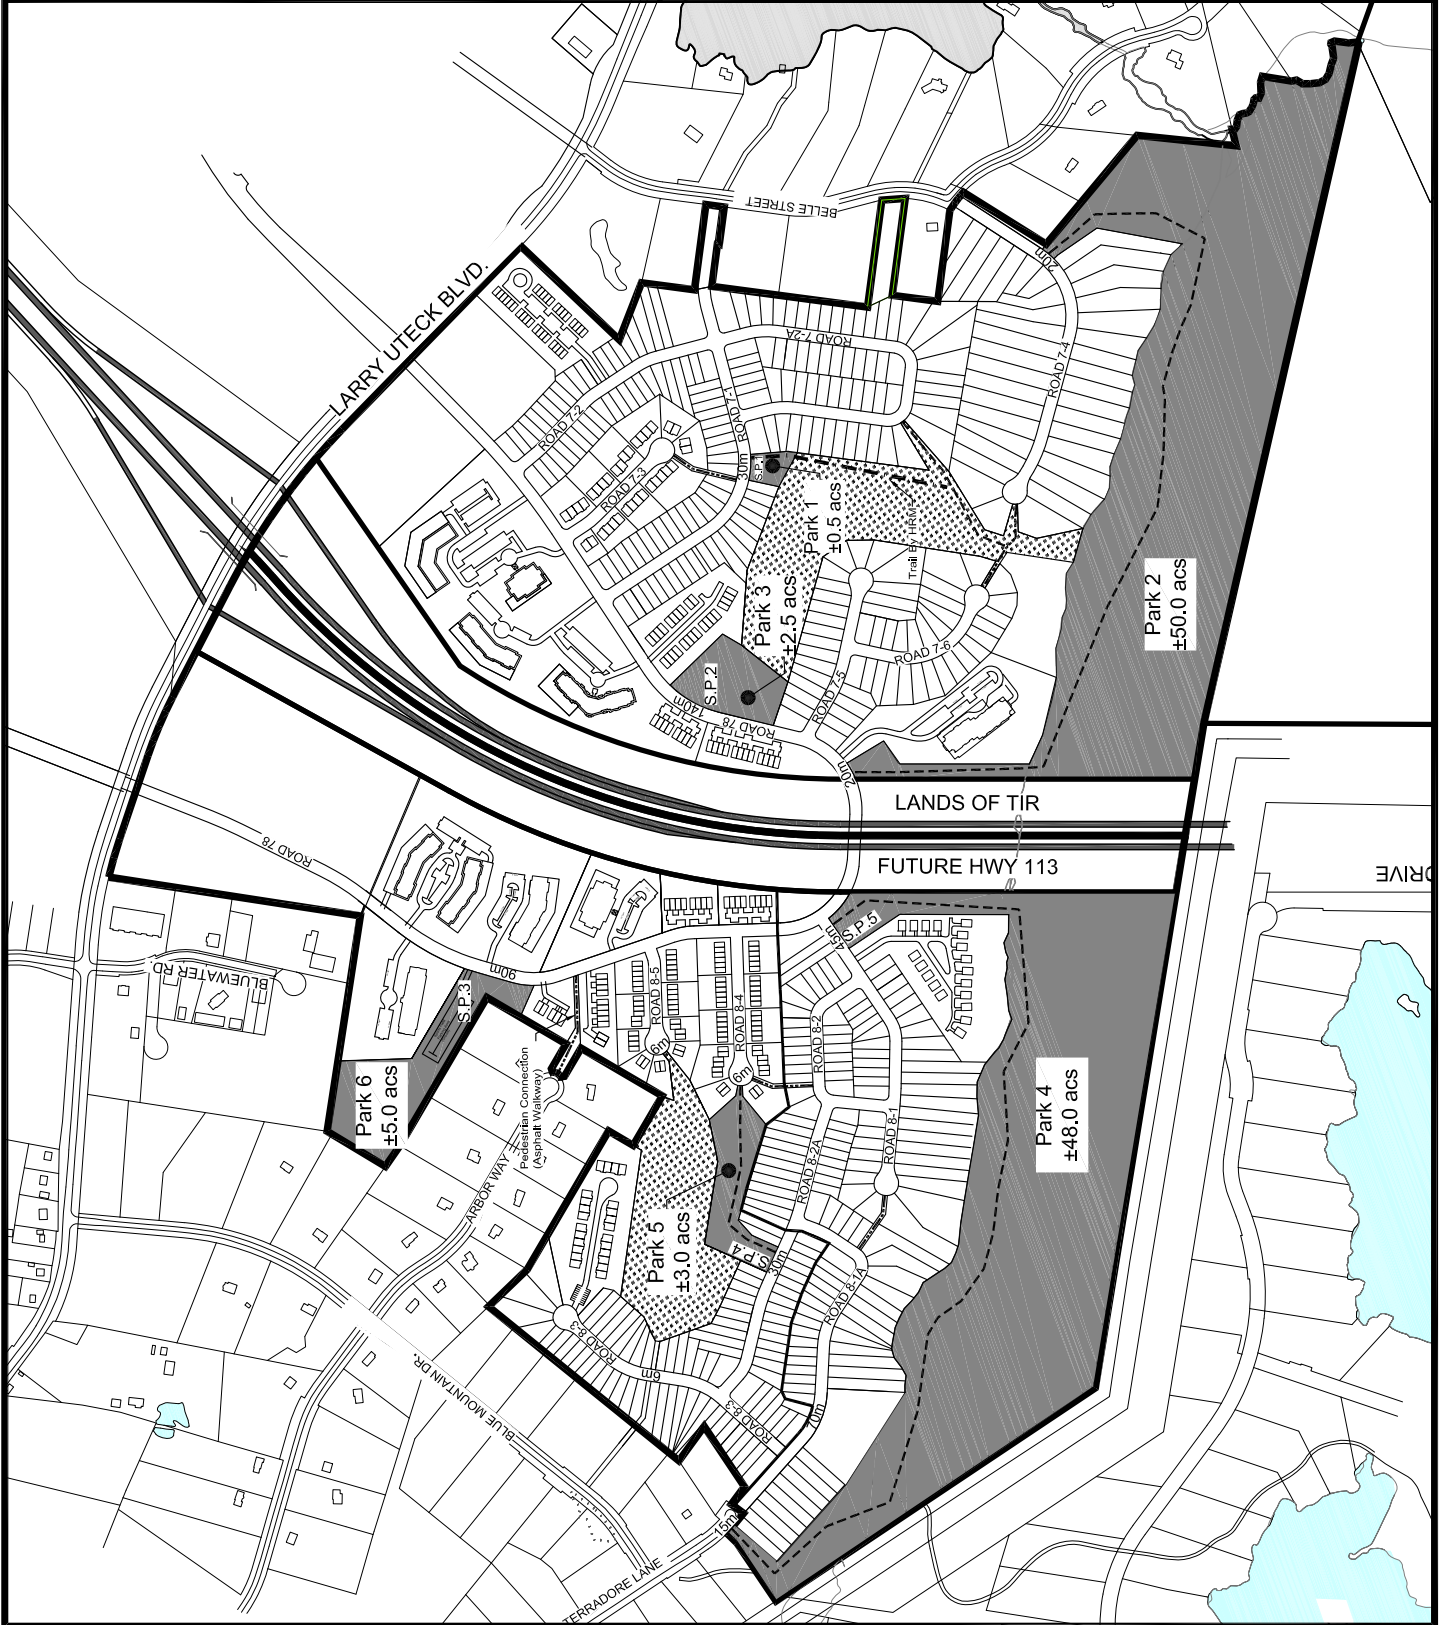 BELLE STREET
LARRY UTECK BLVD.
20m
ROAD 7-2A
ROAD 7-4
ROAD 7-2
ROAD 7-1
ROAD 7-3
30m
S.P.1
Park 1
±0.5 acs
Trail By HRM
Park 3
±2.5 acs
Park 2
±50.0 acs
ROAD 7-6
S.P.2
140m
ROAD 7-5
ROAD 78
20m
LANDS OF TIR
FUTURE HWY 113
DRIVE
ROAD 78
90m
BLUEWATER RD
S.P.3
45m
S.P.5
ROAD 8-5
ROAD 8-4
ROAD 8-2
6m
6m
Park 6
±5.0 acs
Pedestrian Connection
(Asphalt Walkway)
Park 4
±48.0 acs
ROAD 8-1
ROAD 8-2A
ARBOR WAY
Park 5
±3.0 acs
S.P.4
30m
ROAD 8-1A
ROAD 8-3
6m
BLUE MOUNTAIN DR.
ROAD 8-3
15m
TERRADORE LANE